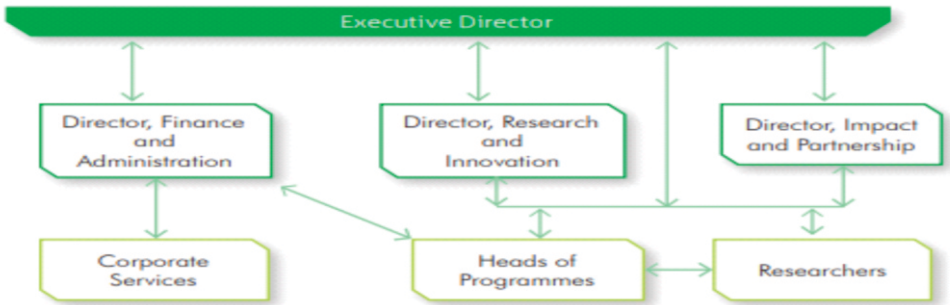 Executive Director
Director, Finance
and
Administration
Director, Research
and
Innovation
Director, Impact
and Partnership
Corporate
Services
Heads of
Programmes
Researchers